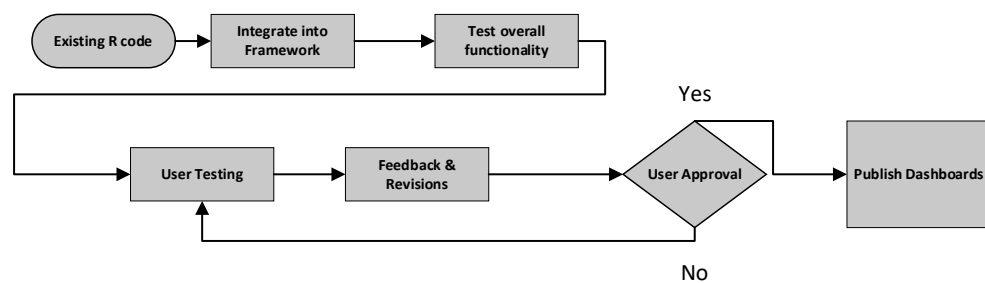 Existing R code
Integrate into
Framework
Test overall
functionality
Yes
User Testing
Feedback &
Revisions
User Approval
Publish Dashboards
No